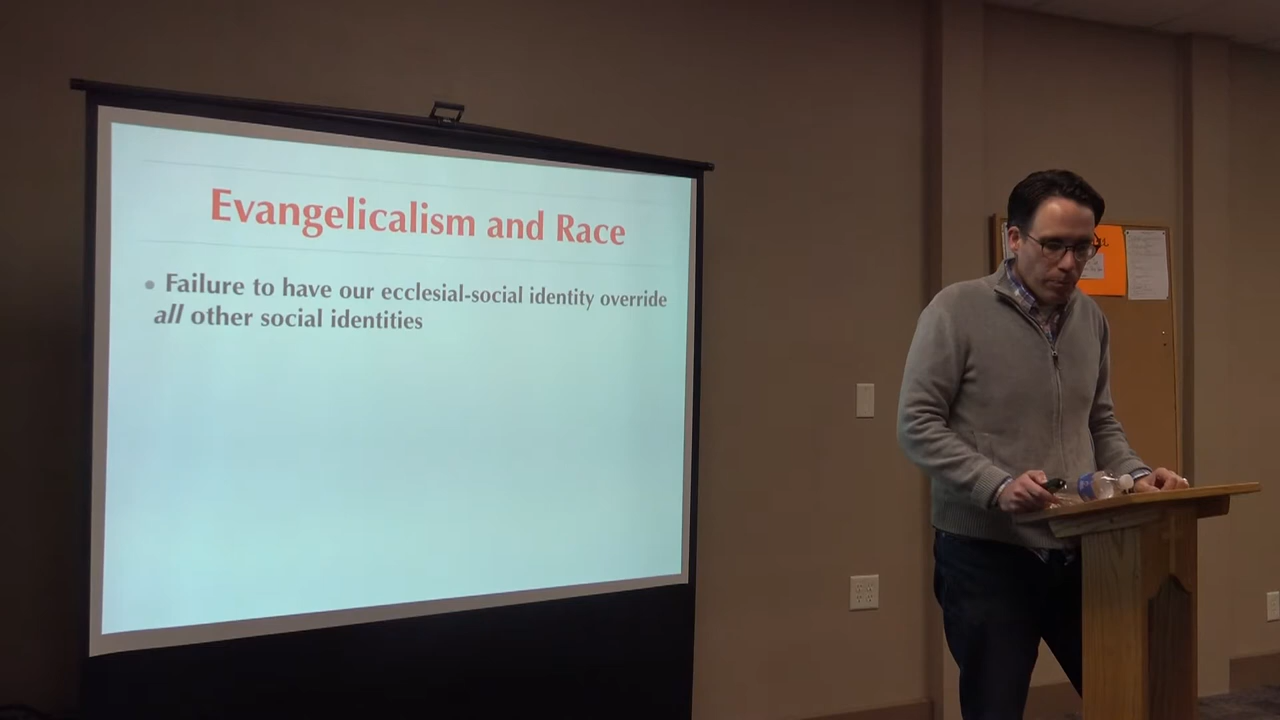 Evangelicalism and Race
• Failure to have our ecclesial-social identity override
all other social identities